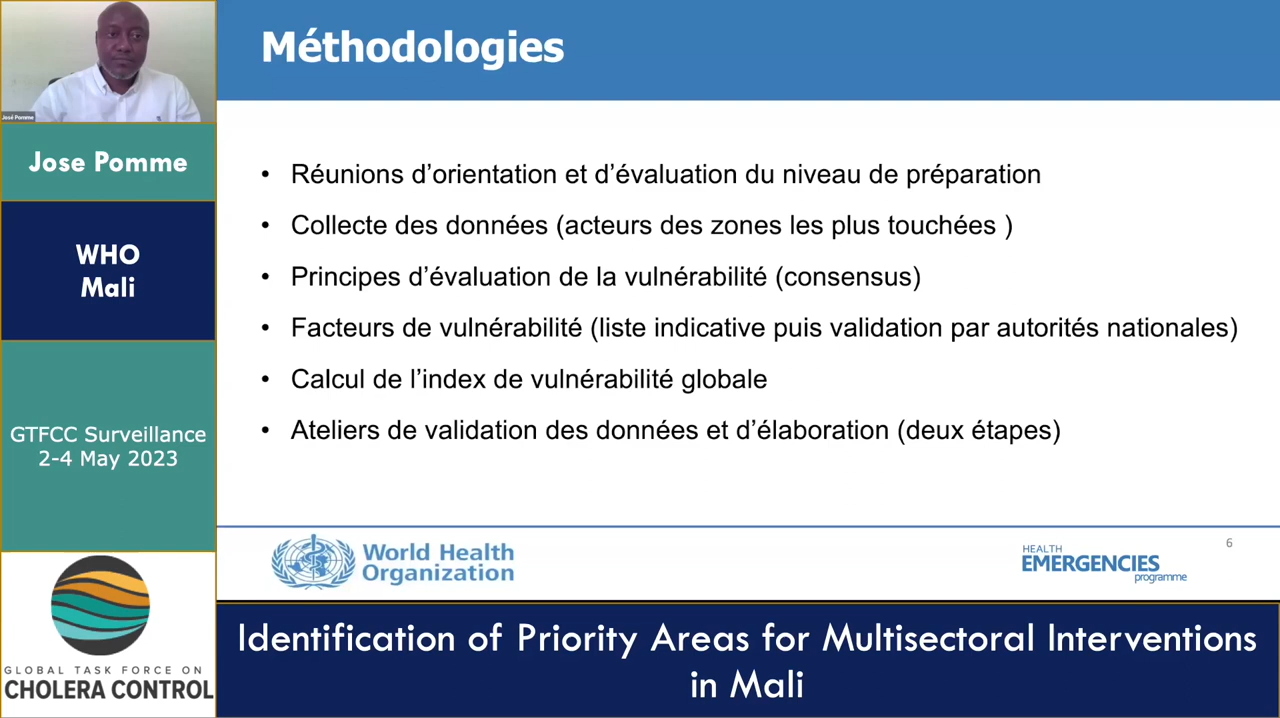 José Pomme
Jose Pomme
WHO
Mali
GTFCC Surveillance
2-4 May 2023
GLOBAL TASK FORCE ON
CHOLERA CONTROL
Méthodologies
• Réunions d’orientation et d’évaluation du niveau de préparation
• Collecte des données (acteurs des zones les plus touchées )
• Principes d’évaluation de la vulnérabilité (consensus)
• Facteurs de vulnérabilité (liste indicative puis validation par autorités nationales)
• Calcul de l’index de vulnérabilité globale
• Ateliers de validation des données et d’élaboration (deux étapes)
World Health
Organization
HEALTH
EMERGENCIES
programme
6
Identification of Priority Areas for Multisectoral Interventions
in Mali